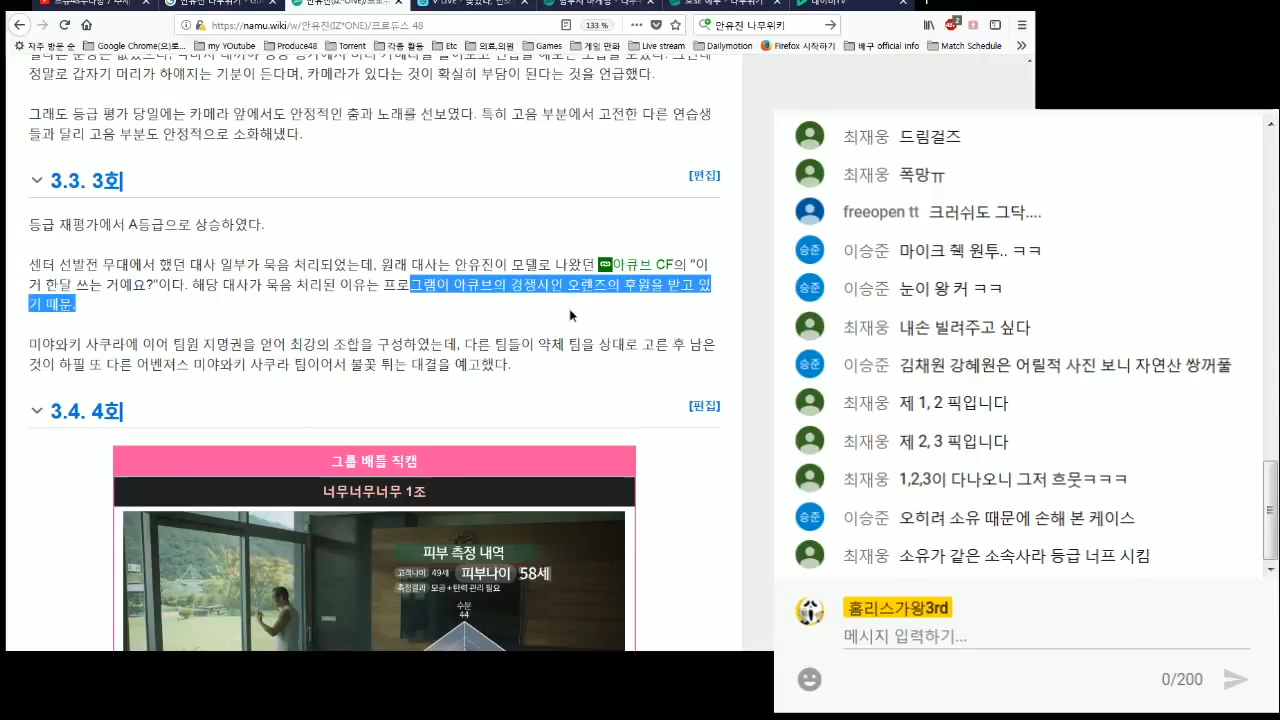 안유진(IZ*ONE)/프로듀스
https://namu.wiki/w/안유진(IZ*ONE)/프로듀스 48
133 %
안유진 나무위키
자주 방문 순
Google Chrome(으)로...
my YOutube
Produce48
Torrent
각종 활동
Etc
의료,의원
Games
게임 만화
Live stream
Dailymotion
Firefox 시작하기
배구 official info
Match Schedule
정말로 갑자기 머리가 하얘지는 기분이 든다며, 카메라가 있다는 것이 확실히 부담이 된다는 것을 언급했다.
그래도 등급 평가 당일에는 카메라 앞에서도 안정적인 춤과 노래를 선보였다. 특히 고음 부분에서 고전한 다른 연습생
들과 달리 고음 부분도 안정적으로 소화해냈다.
3.3. 3회
[편집]
등급 재평가에서 A등급으로 상승하였다.
센터 선발전 무대에서 했던 대사 일부가 묵음 처리되었는데, 원래 대사는 안유진이 모델로 나왔던 아큐브 CF의 "이
거 한달 쓰는 거예요?"이다. 해당 대사가 묵음 처리된 이유는 프로그램이 아큐브의 경쟁사인 오렌즈의 후원을 받고 있
기 때문.
미야와키 사쿠라에 이어 팀원 지명권을 얻어 최강의 조합을 구성하였는데, 다른 팀들이 약체 팀을 상대로 고른 후 남은
것이 하필 또 다른 어벤져스 미야와키 사쿠라 팀이어서 불꽃 튀는 대결을 예고했다.
3.4. 4회
[편집]
그룹 배틀 직캠
너무너무너무 1조
피부 측정 내역
고객나이 49세 피부나이 58세
측정결과 모공+탄력 관리 필요
수분
44
최재웅 드림걸즈
최재웅 폭망ㅠ
freeopen tt 크러쉬도 그닥....
승준 이승준 마이크 첵 원투.. ㅋㅋ
승준 이승준 눈이 왕 커 ㅋㅋ
최재웅 내손 빌려주고 싶다
승준 이승준 김채원 강혜원은 어릴적 사진 보니 자연산 쌍꺼풀
최재웅 제 1, 2 픽입니다
최재웅 제 2, 3 픽입니다
최재웅 1,2,3이 다나오니 그저 흐뭇ㅋㅋㅋ
승준 이승준 오히려 소유 때문에 손해 본 케이스
최재웅 소유가 같은 소속사라 등급 너프 시킴
홈리스가왕3rd
메시지 입력하기...
0/200